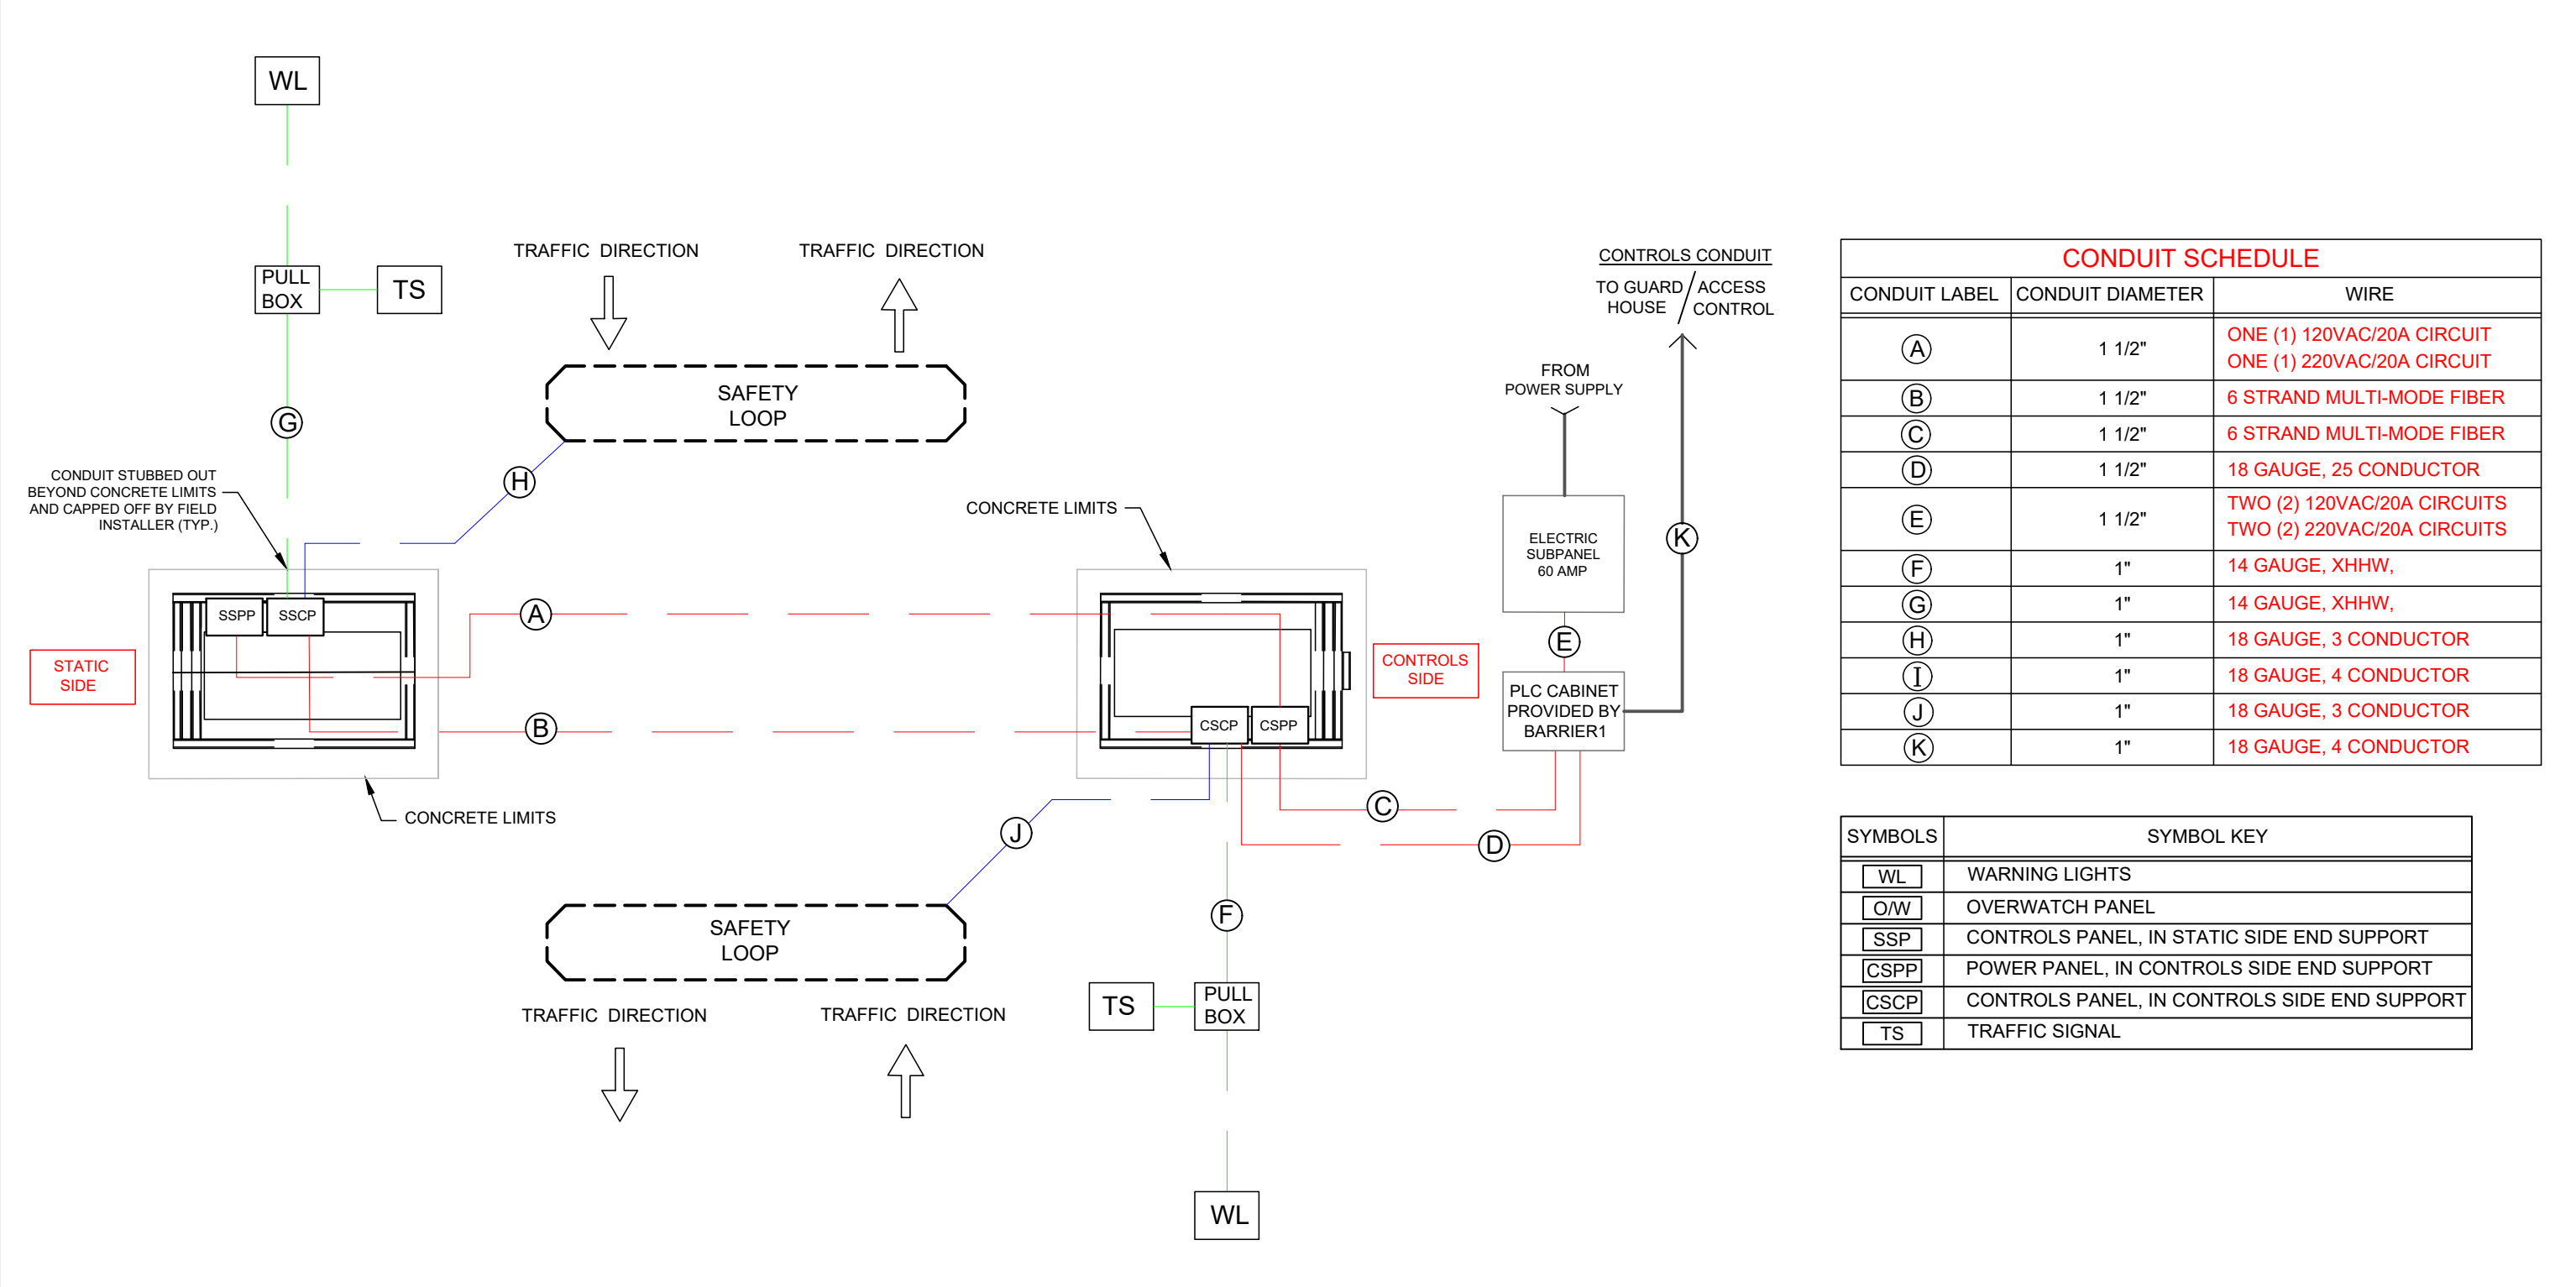 WL
PULL
BOX
TS
G
TRAFFIC DIRECTION
TRAFFIC DIRECTION
SAFETY
LOOP
H
CONDUIT STUBBED OUT
BEYOND CONCRETE LIMITS
AND CAPPED OFF BY FIELD
INSTALLER (TYP.)
SSPP
SSCP
STATIC
SIDE
CONCRETE LIMITS
A
B
CONCRETE LIMITS
CSCP
CSPP
CONTROLS
SIDE
CONTROLS CONDUIT
TO GUARD / ACCESS
HOUSE CONTROL
FROM
POWER SUPPLY
ELECTRIC
SUBPANEL
60 AMP
K
E
PLC CABINET
PROVIDED BY
BARRIER1
C
D
J
F
SAFETY
LOOP
TRAFFIC DIRECTION
TRAFFIC DIRECTION
TS
PULL
BOX
WL
CONDUIT SCHEDULE
CONDUIT LABEL CONDUIT DIAMETER WIRE
A 1 1/2" ONE (1) 120VAC/20A CIRCUIT
ONE (1) 220VAC/20A CIRCUIT
B 1 1/2" 6 STRAND MULTI-MODE FIBER
C 1 1/2" 6 STRAND MULTI-MODE FIBER
D 1 1/2" 18 GAUGE, 25 CONDUCTOR
E 1 1/2" TWO (2) 120VAC/20A CIRCUITS
TWO (2) 220VAC/20A CIRCUITS
F 1" 14 GAUGE, XHHW,
G 1" 14 GAUGE, XHHW,
H 1" 18 GAUGE, 3 CONDUCTOR
I 1" 18 GAUGE, 4 CONDUCTOR
J 1" 18 GAUGE, 3 CONDUCTOR
K 1" 18 GAUGE, 4 CONDUCTOR
SYMBOLS SYMBOL KEY
WL WARNING LIGHTS
O/W OVERWATCH PANEL
SSP CONTROLS PANEL, IN STATIC SIDE END SUPPORT
CSPP POWER PANEL, IN CONTROLS SIDE END SUPPORT
CSCP CONTROLS PANEL, IN CONTROLS SIDE END SUPPORT
TS TRAFFIC SIGNAL